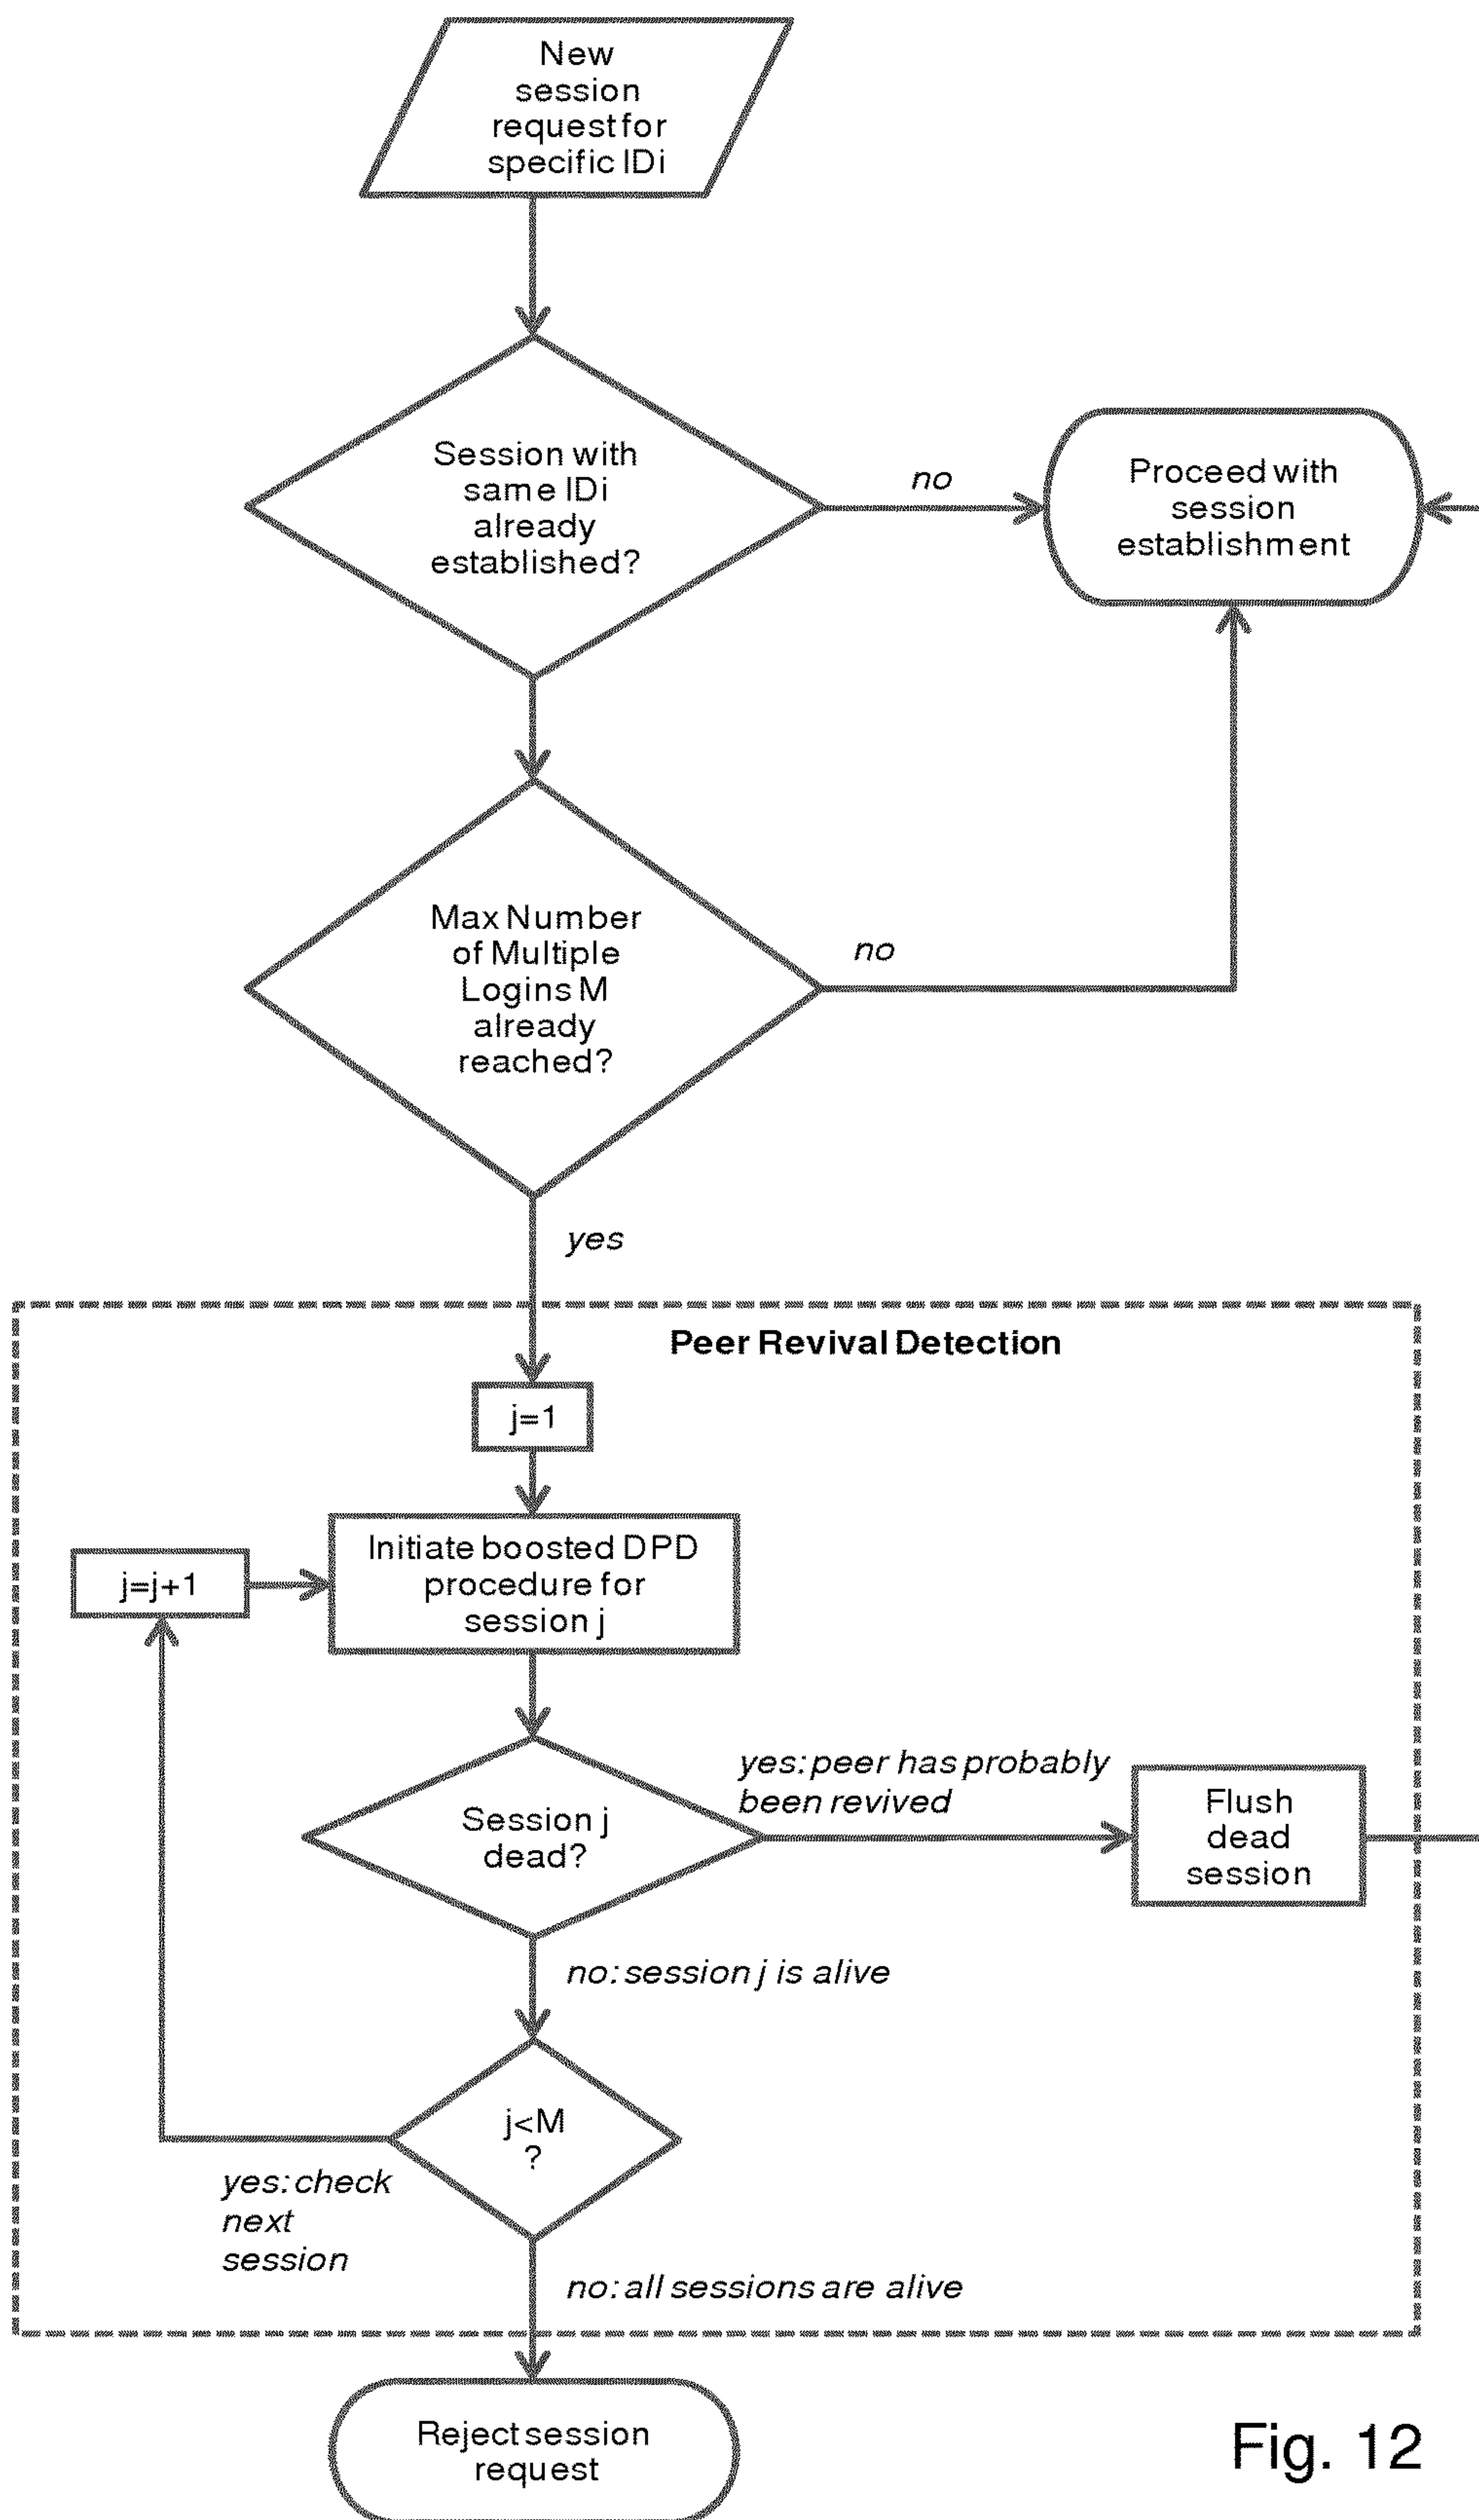 New
session
request for
specific IDi
Session with
same IDi
already
established?
no
Proceed with
session
establishment
Max Number
of Multiple
Logins M
already
reached?
no
yes
Peer Revival Detection
j=1
Initiate boosted DPD
procedure for
session j
j=j+1
Session j
dead?
yes: peer has probably
been revived
Flush
dead
session
no: session j is alive
j<M
?
yes: check
next
session
no: all sessions are alive
Reject session
request
Fig. 12